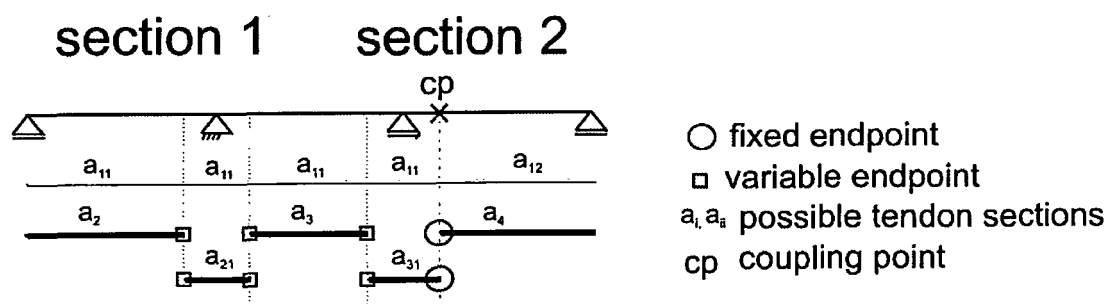 section 1 section 2
cp
a₁₁ a₁₁ a₁₁ a₁₁ a₁₂
a₂ a₃ a₄
a₂₁ a₃₁
fixed endpoint
variable endpoint
aᵢ, aᵢᵢ possible tendon sections
cp coupling point